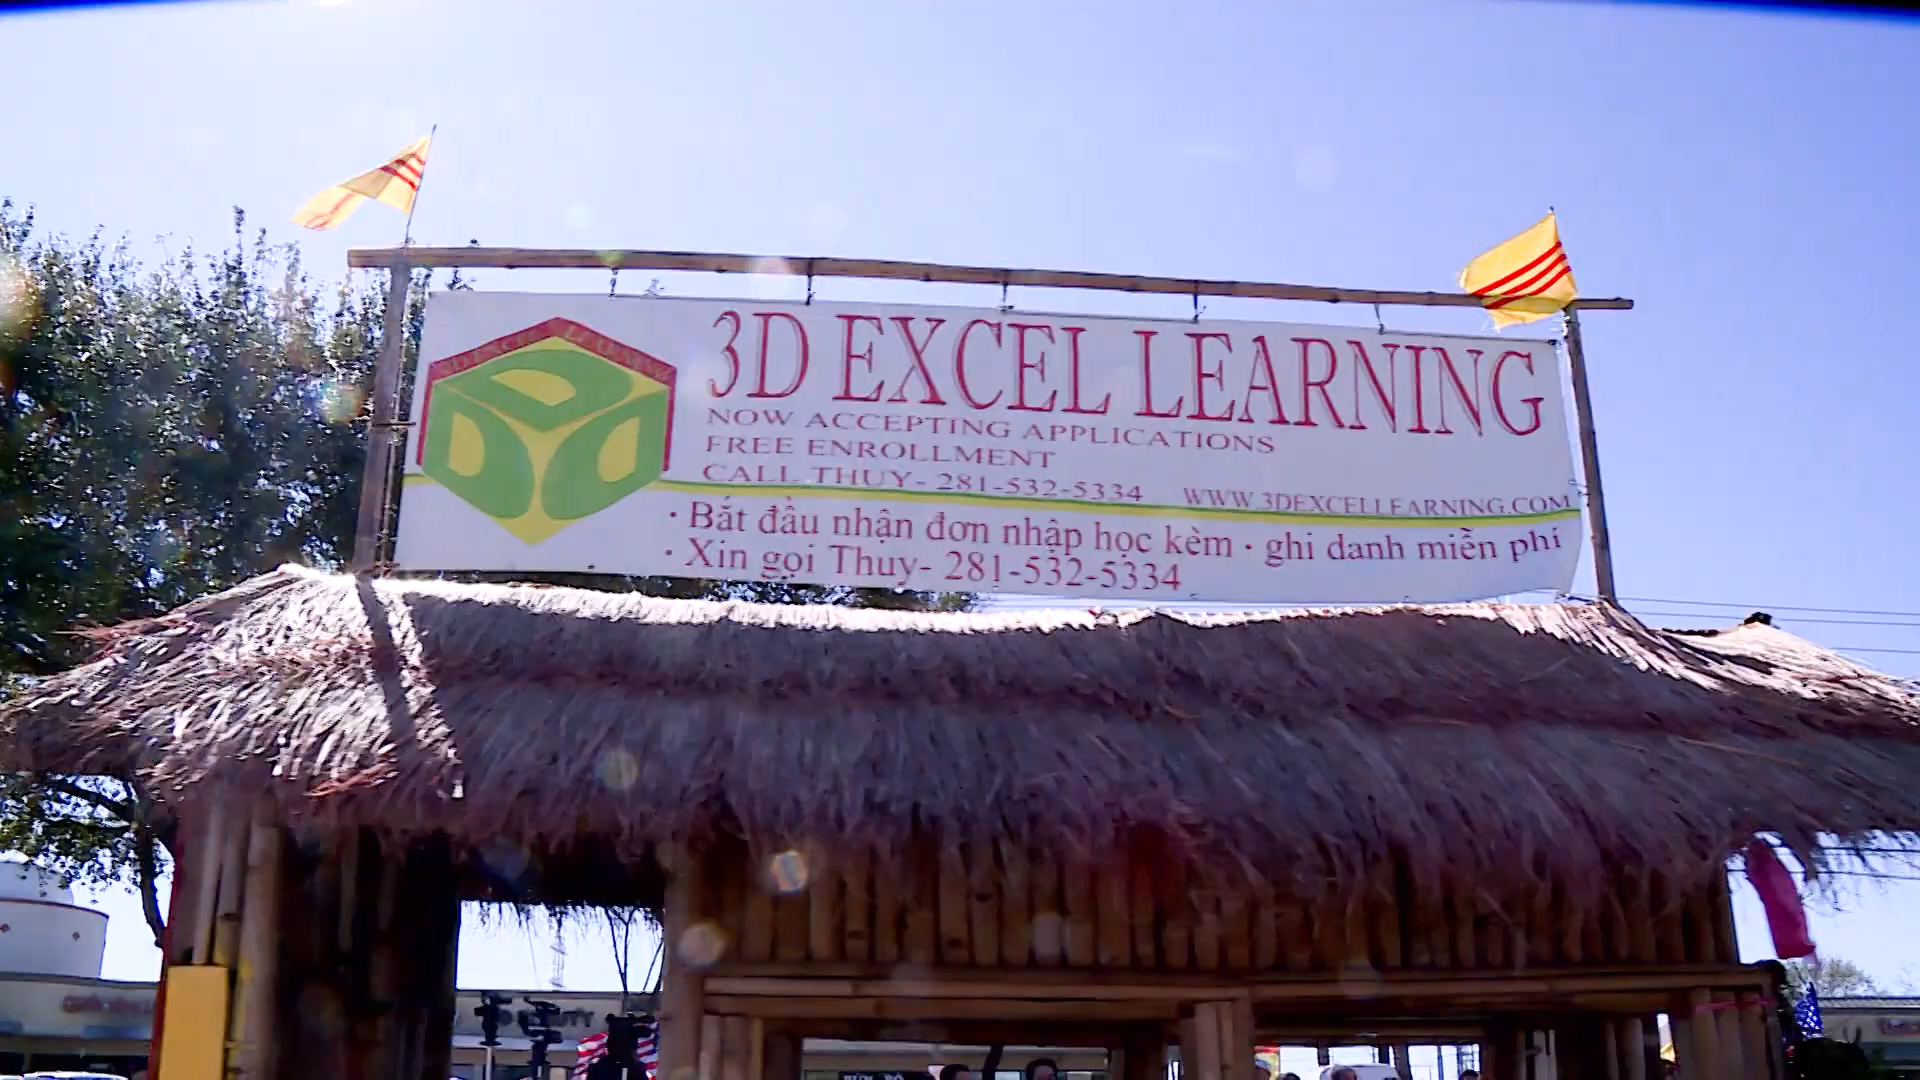 3D EXCEL LEARNING
NOW ACCEPTING APPLICATIONS
FREE ENROLLMENT
CALL THUY- 281-532-5334 WWW.3DEXCELLEARNING.COM
· Bắt đầu nhận đơn nhập học kèm · ghi danh miễn phí
· Xin gọi Thuy- 281-532-5334